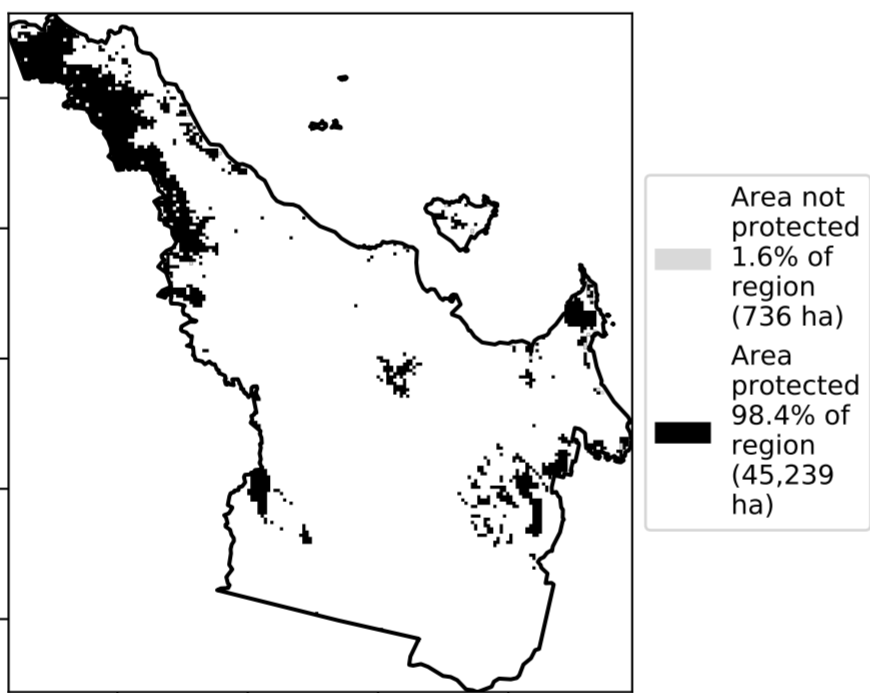 Area not
protected
1.6% of
region
(736 ha)
Area
protected
98.4% of
region
(45,239
ha)